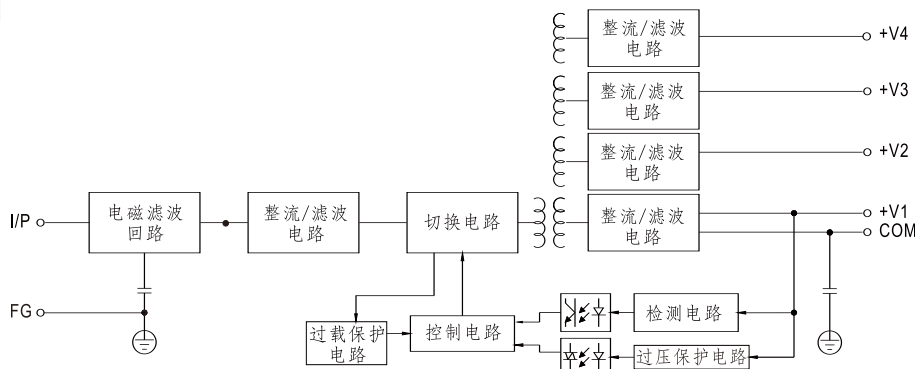 整流/滤波
电路
+V4
整流/滤波
电路
+V3
整流/滤波
电路
+V2
I/P
电磁滤波
回路
整流/滤波
电路
切换电路
整流/滤波
电路
+V1
COM
FG
过载保护
电路
控制电路
检测电路
过压保护电路